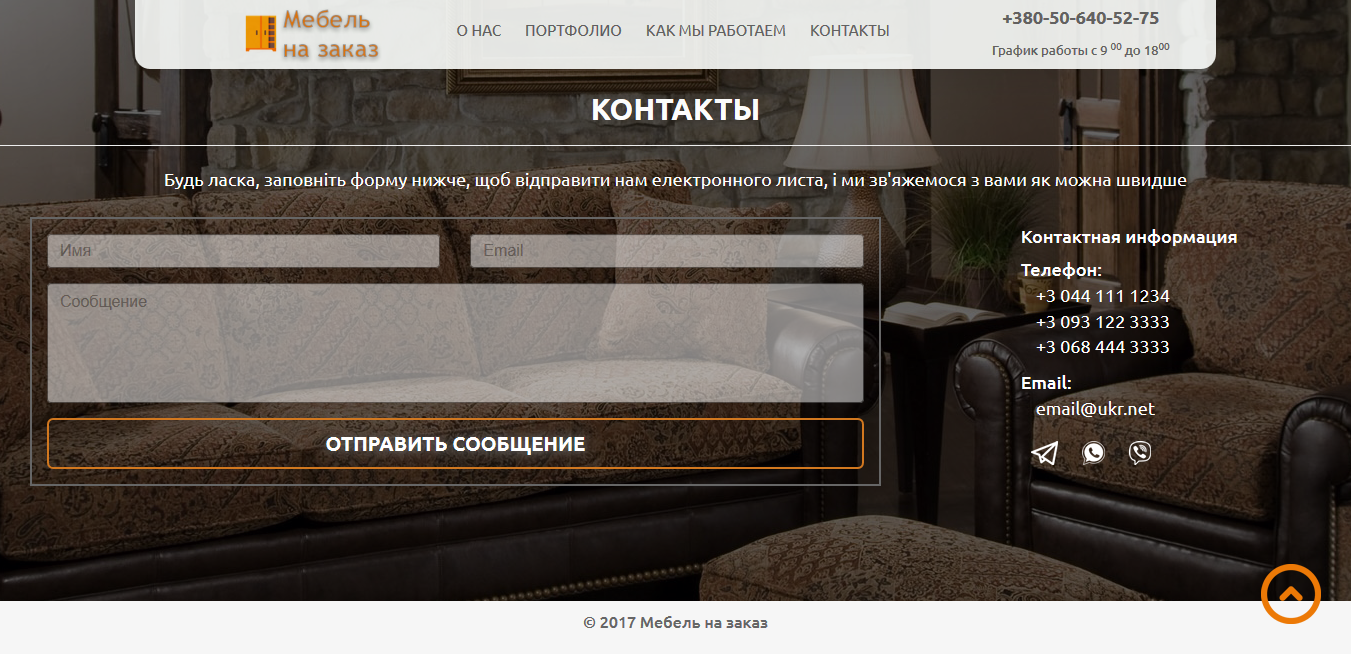 Мебель
на заказ
О НАС ПОРТФОЛИО КАК МЫ РАБОТАЕМ КОНТАКТЫ
+380-50-640-52-75
График работы с 9 00 до 1800
КОНТАКТЫ
Будь ласка, заповніть форму нижче, щоб відправити нам електронного листа, і ми зв'яжемося з вами як можна швидше
Имя
Email
Сообщение
ОТПРАВИТЬ СООБЩЕНИЕ
Контактная информация
Телефон:
+3 044 111 1234
+3 093 122 3333
+3 068 444 3333
Email:
email@ukr.net
© 2017 Мебель на заказ